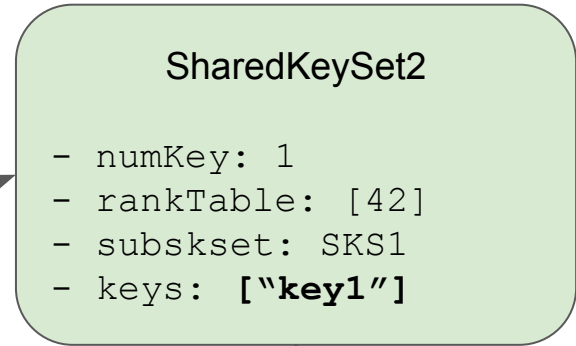 SharedKeySet2
- numKey: 1
- rankTable: [42]
- subskset: SKS1
- keys: [“key1”]